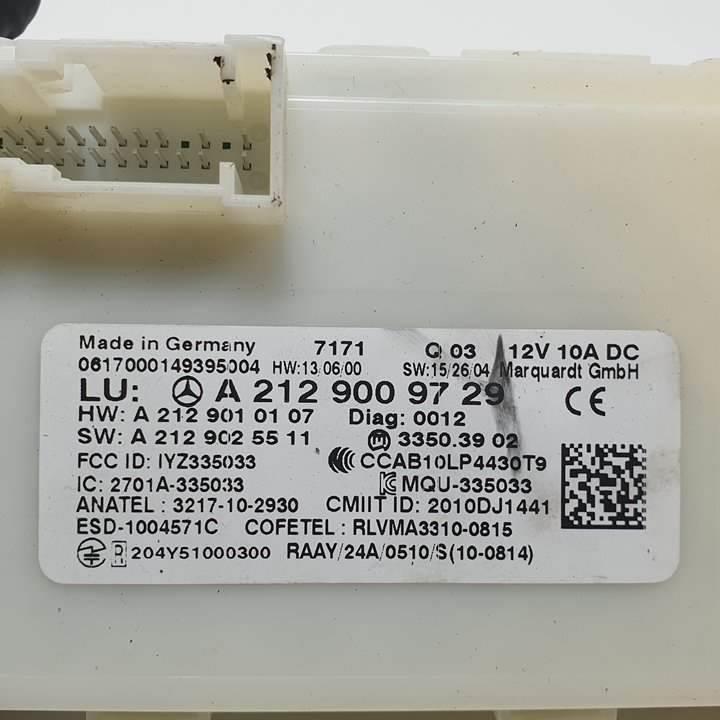 Made in Germany 7171 Q 03 12V 10A DC
0617000149395004 HW:13/06/00 SW:15/26/04 Marquardt GmbH
LU: A 212 900 97 29 CE
HW: A 212 901 01 07 Diag: 0012
SW: A 212 902 55 11 3350.3902
FCC ID: IYZ335033 CCAB10LP4430T9
IC: 2701A-335033 MQU-335033
ANATEL : 3217-10-2930 CMIIT ID: 2010DJ1441
ESD-1004571C COFETEL : RLVMA3310-0815
R 204Y51000300 RAAY/24A/0510/S(10-0814)